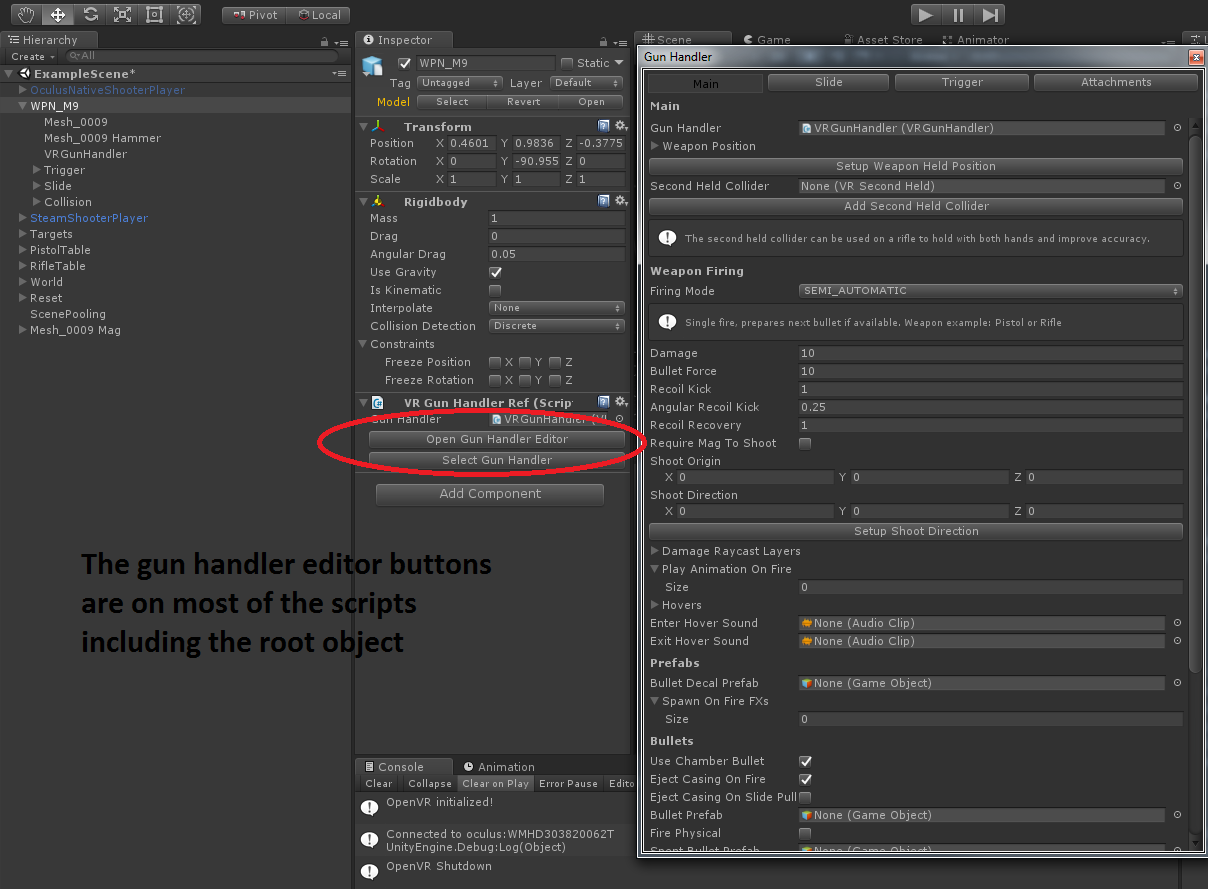 Pivot Local
Hierarchy
Create All
ExampleScene*
OculusNativeShooterPlayer
WPN_M9
Mesh_0009
Mesh_0009 Hammer
VRGunHandler
Trigger
Slide
Collision
SteamShooterPlayer
Targets
PistolTable
RifleTable
World
Reset
ScenePooling
Mesh_0009 Mag
Inspector
WPN_M9 Static
Tag Untagged Layer Default
Model Select Revert Open
Transform
Position X 0.4601 Y 0.9836 Z -0.3775
Rotation X 0 Y -90.955 Z 0
Scale X 1 Y 1 Z 1
Rigidbody
Mass 1
Drag 0
Angular Drag 0.05
Use Gravity
Is Kinematic
Interpolate None
Collision Detection Discrete
Constraints
Freeze Position X Y Z
Freeze Rotation X Y Z
VR Gun Handler Ref (Scrip
Gun Handler VRGunHandler (VI
Open Gun Handler Editor
Select Gun Handler
Add Component
The gun handler editor buttons
are on most of the scripts
including the root object
Console Animation
Clear Collapse Clear on Play Error Pause Edito
OpenVR initialized!
Connected to oculus:WMHD303820062T
UnityEngine.Debug:Log(Object)
OpenVR Shutdown
Scene Game Asset Store Animator
Gun Handler
Main Slide Trigger Attachments
Main
Gun Handler VRGunHandler (VRGunHandler)
Weapon Position
Setup Weapon Held Position
Second Held Collider None (VR Second Held)
Add Second Held Collider
The second held collider can be used on a rifle to hold with both hands and improve accuracy.
Weapon Firing
Firing Mode SEMI_AUTOMATIC
Single fire, prepares next bullet if available. Weapon example: Pistol or Rifle
Damage 10
Bullet Force 10
Recoil Kick 1
Angular Recoil Kick 0.25
Recoil Recovery 1
Require Mag To Shoot
Shoot Origin
X 0 Y 0 Z 0
Shoot Direction
X 0 Y 0 Z 0
Setup Shoot Direction
Damage Raycast Layers
Play Animation On Fire
Size 0
Hovers
Enter Hover Sound None (Audio Clip)
Exit Hover Sound None (Audio Clip)
Prefabs
Bullet Decal Prefab None (Game Object)
Spawn On Fire FXs
Size 0
Bullets
Use Chamber Bullet
Eject Casing On Fire
Eject Casing On Slide Pull
Bullet Prefab None (Game Object)
Fire Physical
Spent Bullet Prefab None (Game Object)